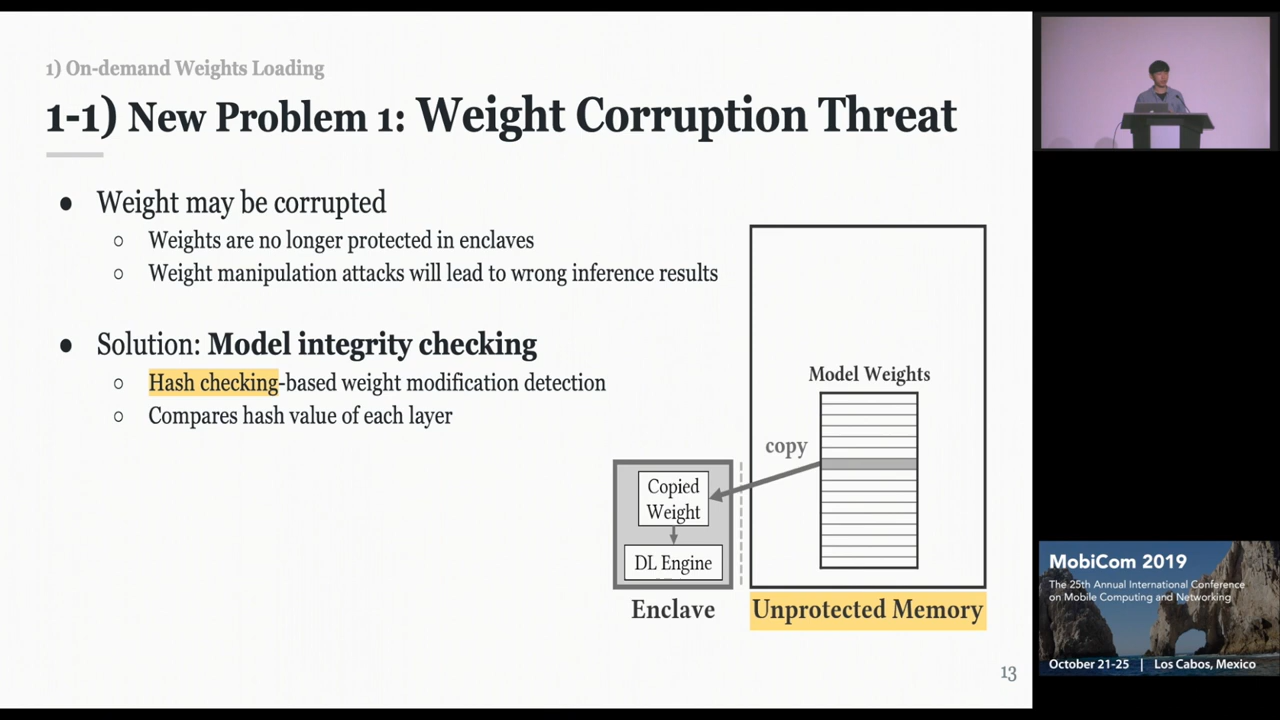 1) On-demand Weights Loading
1-1) New Problem 1: Weight Corruption Threat
● Weight may be corrupted
○ Weights are no longer protected in enclaves
○ Weight manipulation attacks will lead to wrong inference results
● Solution: Model integrity checking
○ Hash checking-based weight modification detection
○ Compares hash value of each layer
Model Weights
copy
Copied
Weight
DL Engine
Enclave
Unprotected Memory
13
MobiCom 2019
The 25th Annual International Conference
on Mobile Computing and Networking
October 21-25 | Los Cabos, Mexico